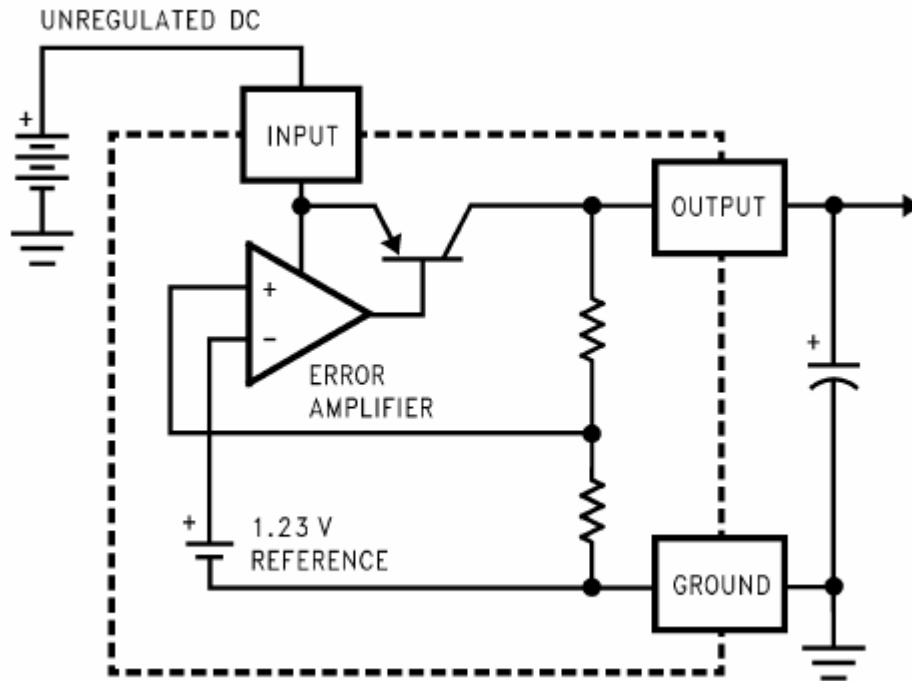 UNREGULATED DC
+
INPUT
OUTPUT
+
−
ERROR
AMPLIFIER
+
+
1.23 V
REFERENCE
GROUND